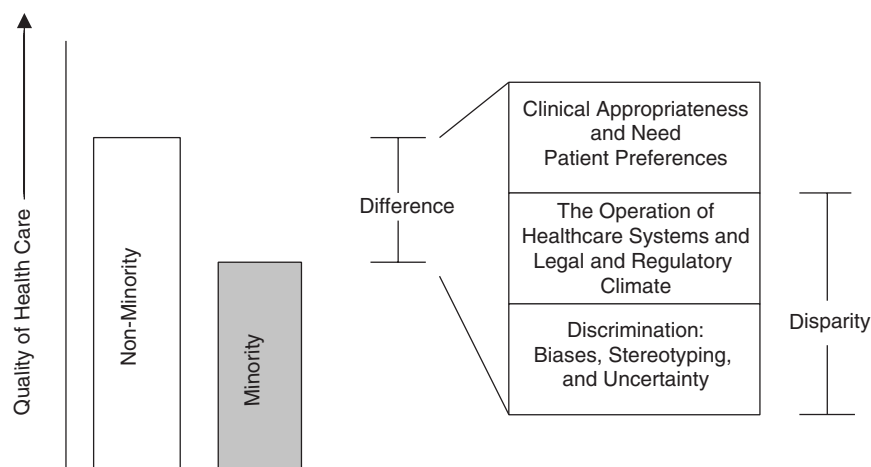 Quality of Health Care
Non-Minority
Minority
Difference
Clinical Appropriateness
and Need
Patient Preferences
The Operation of
Healthcare Systems and
Legal and Regulatory
Climate
Discrimination:
Biases, Stereotyping,
and Uncertainty
Disparity